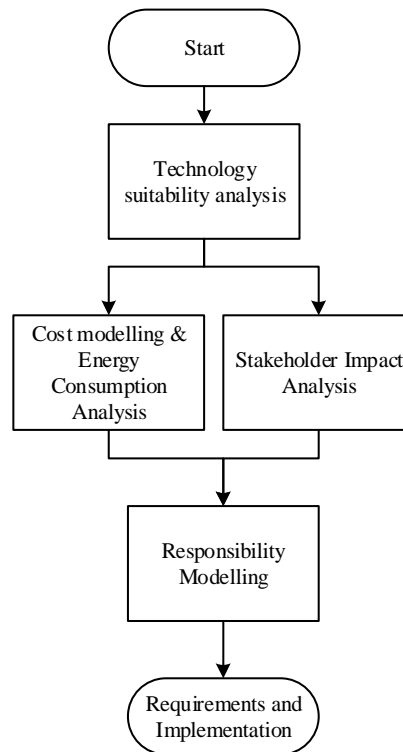 Start
Technology
suitability analysis
Cost modelling &
Energy
Consumption
Analysis
Stakeholder Impact
Analysis
Responsibility
Modelling
Requirements and
Implementation